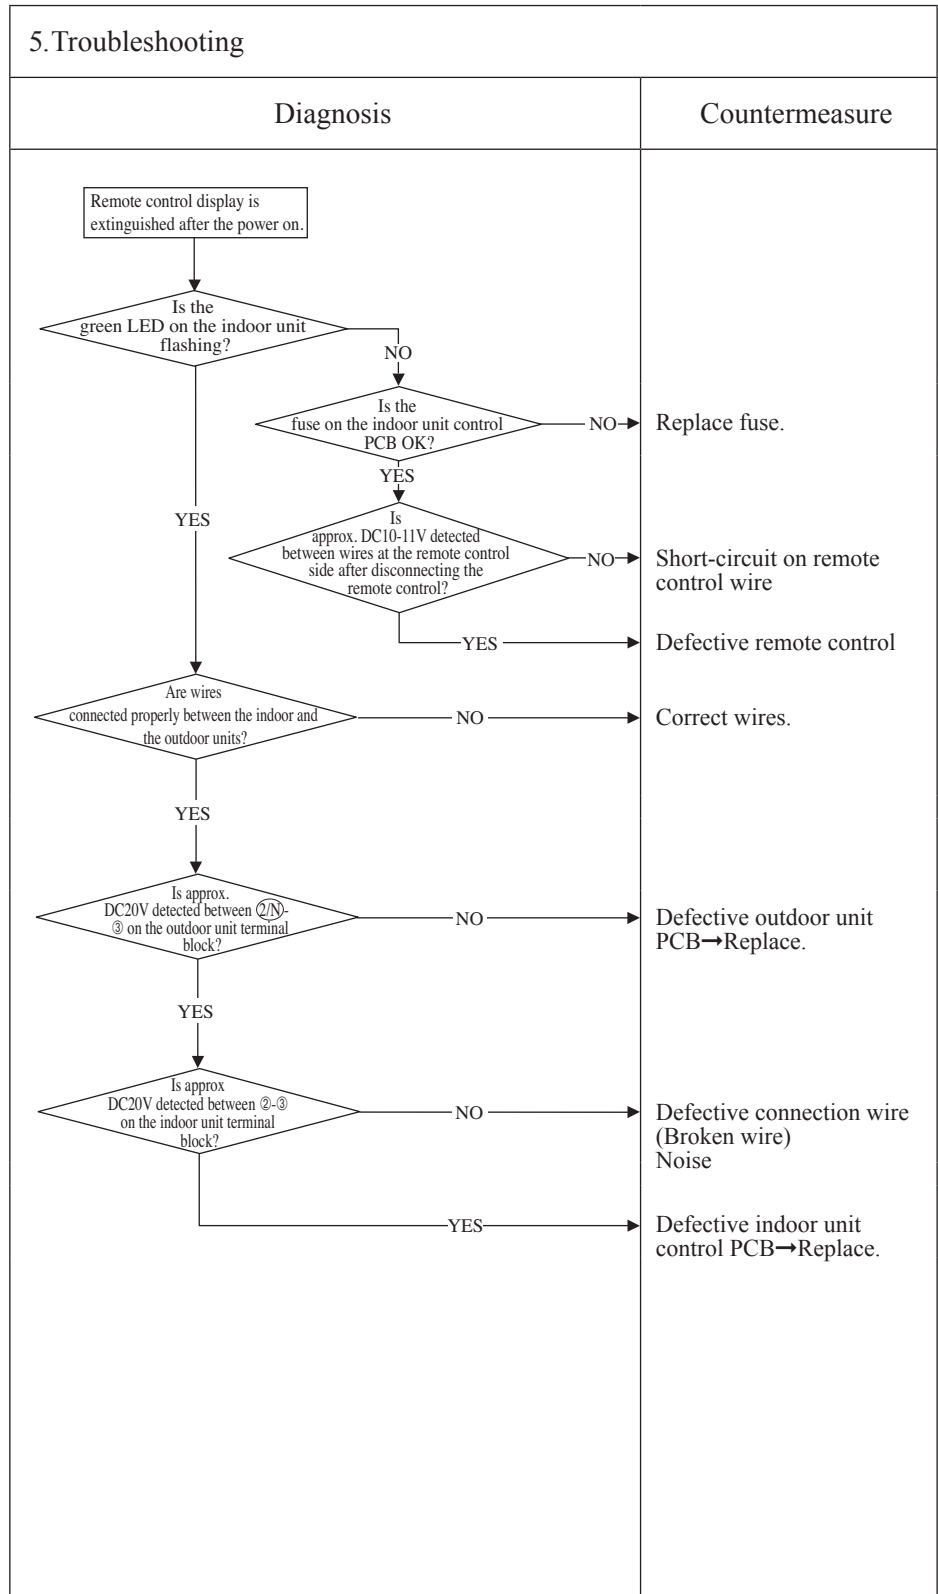 5.Troubleshooting
Diagnosis
Countermeasure
Remote control display is
extinguished after the power on.
Is the
green LED on the indoor unit
flashing?
NO
Is the
fuse on the indoor unit control
PCB OK?
NO
Replace fuse.
YES
YES
Is
approx. DC10-11V detected
between wires at the remote control
side after disconnecting the
remote control?
NO
Short-circuit on remote
control wire
YES
Defective remote control
Are wires
connected properly between the indoor and
the outdoor units?
NO
Correct wires.
YES
Is approx.
DC20V detected between (2/N)-
③ on the outdoor unit terminal
block?
NO
Defective outdoor unit
PCB→Replace.
YES
Is approx
DC20V detected between ②-③
on the indoor unit terminal
block?
NO
Defective connection wire
(Broken wire)
Noise
YES
Defective indoor unit
control PCB→Replace.